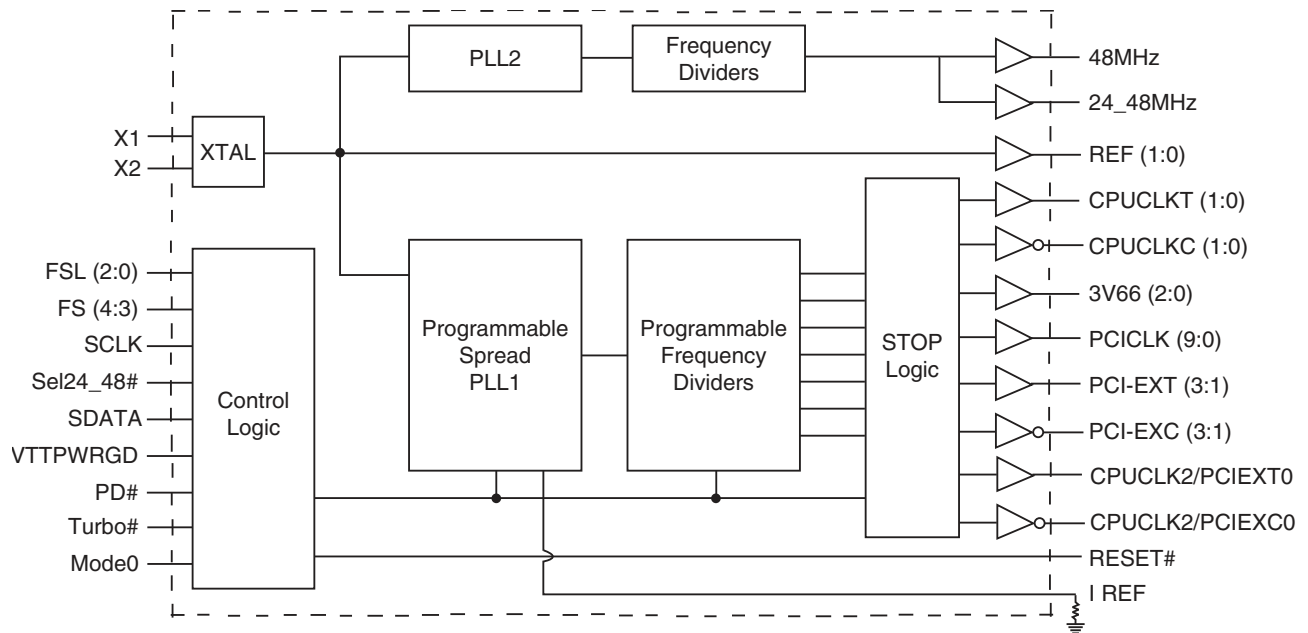 PLL2
Frequency
Dividers
48MHz
24_48MHz
X1
X2
XTAL
REF (1:0)
CPUCLKT (1:0)
CPUCLKC (1:0)
3V66 (2:0)
PCICLK (9:0)
PCI-EXT (3:1)
PCI-EXC (3:1)
CPUCLK2/PCIEXT0
CPUCLK2/PCIEXC0
RESET#
I REF
FSL (2:0)
FS (4:3)
SCLK
Sel24_48#
SDATA
VTTPWRGD
PD#
Turbo#
Mode0
Control
Logic
Programmable
Spread
PLL1
Programmable
Frequency
Dividers
STOP
Logic